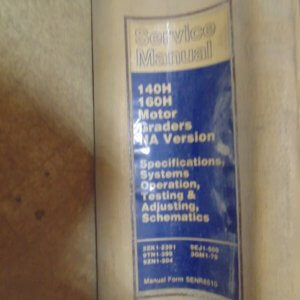 Service
Manual
140H
160H
Motor
Graders
NA Version
Specifications,
Systems
Operation,
Testing &
Adjusting,
Schematics
Manual Form